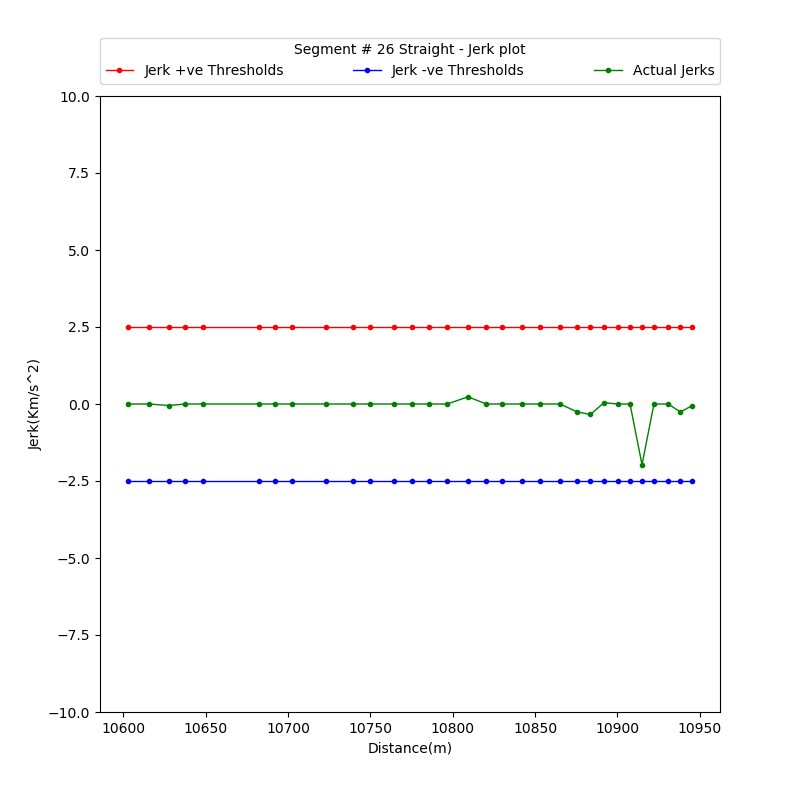 Segment # 26 Straight - Jerk plot
Jerk +ve Thresholds Jerk -ve Thresholds Actual Jerks
10.0
7.5
5.0
2.5
0.0
−2.5
−5.0
−7.5
−10.0
Jerk(Km/s^2)
10600 10650 10700 10750 10800 10850 10900 10950
Distance(m)